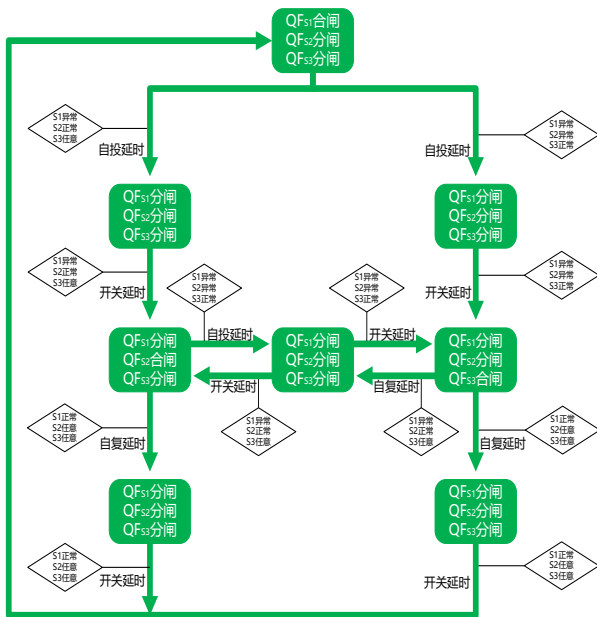 QFS1合闸
QFS2分闸
QFS3分闸
S1异常
S2正常
S3任意
自投延时
S1异常
S2异常
S3正常
自投延时
QFS1分闸
QFS2分闸
QFS3分闸
QFS1分闸
QFS2分闸
QFS3分闸
S1异常
S2正常
S3任意
开关延时
S1异常
S2异常
S3正常
S1异常
S2异常
S3正常
S1异常
S2异常
S3正常
开关延时
QFS1分闸
QFS2合闸
QFS3分闸
自投延时
开关延时
QFS1分闸
QFS2分闸
QFS3分闸
开关延时
自复延时
QFS1分闸
QFS2分闸
QFS3合闸
S1正常
S2任意
S3任意
自复延时
S1异常
S2正常
S3任意
S1异常
S2正常
S3任意
S1正常
S2任意
S3任意
自复延时
QFS1分闸
QFS2分闸
QFS3分闸
QFS1分闸
QFS2分闸
QFS3分闸
S1正常
S2任意
S3任意
开关延时
S1正常
S2任意
S3任意
开关延时